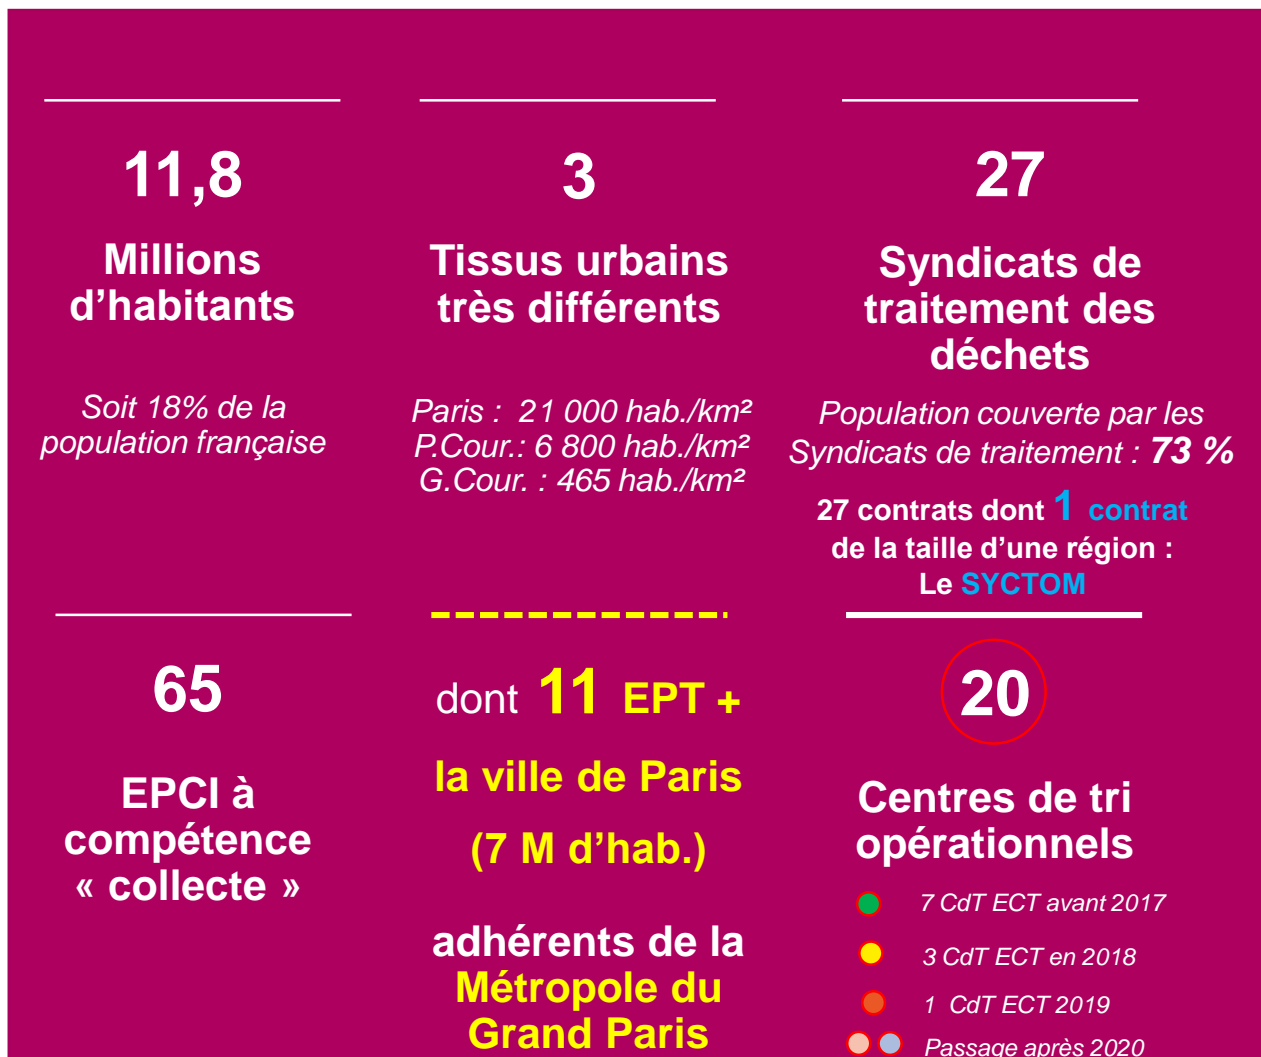 11,8
Millions
d’habitants
Soit 18% de la
population française
3
Tissus urbains
très différents
Paris : 21 000 hab./km²
P.Cour.: 6 800 hab./km²
G.Cour. : 465 hab./km²
27
Syndicats de
traitement des
déchets
Population couverte par les
Syndicats de traitement : 73 %
27 contrats dont 1 contrat
de la taille d’une région :
Le SYCTOM
65
EPCI à
compétence
« collecte »
dont 11 EPT +
la ville de Paris
(7 M d’hab.)
adhérents de la
Métropole du
Grand Paris
20
Centres de tri
opérationnels
7 CdT ECT avant 2017
3 CdT ECT en 2018
1 CdT ECT 2019
Passage après 2020